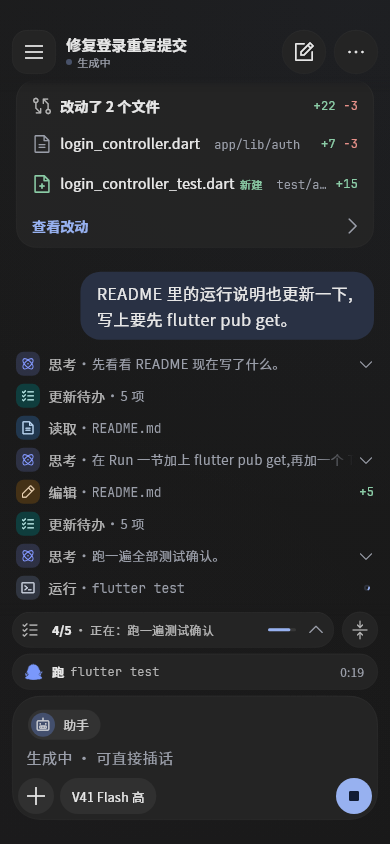 修复登录重复提交
生成中
改动了 2 个文件 +22 -3
login_controller.dart app/lib/auth +7 -3
login_controller_test.dart 新建 test/a… +15
查看改动
README 里的运行说明也更新一下,
写上要先 flutter pub get。
思考 · 先看看 README 现在写了什么。
更新待办 · 5 项
读取 · README.md
思考 · 在 Run 一节加上 flutter pub get,再加一个
编辑 · README.md +5
更新待办 · 5 项
思考 · 跑一遍全部测试确认。
运行 · flutter test
4/5 · 正在: 跑一遍测试确认
跑 flutter test 0:19
助手
生成中 · 可直接插话
V41 Flash 高